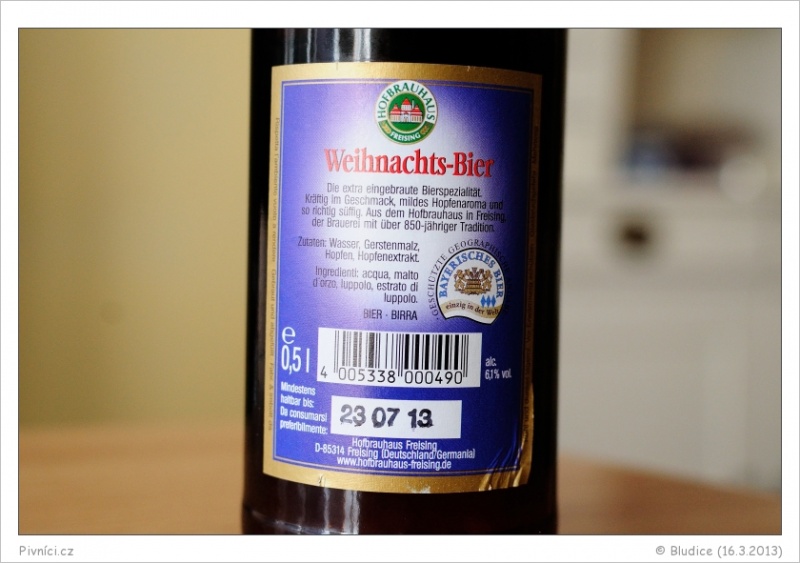 HOFBRAUHAUS
FREISING
Weihnachts-Bier
Die extra eingebraute Bierspezialität.
Kräftig im Geschmack, mildes Hopfenaroma und
so richtig süffig. Aus dem Hofbrauhaus in Freising,
der Brauerei mit über 850-jähriger Tradition.
Zutaten: Wasser, Gerstenmalz,
Hopfen, Hopfenextrakt.
Ingredienti: acqua, malto
d'orzo, luppolo, estrato di
luppolo.
BIER · BIRRA
GESCHÜTZTE GEOGRAPHISCHE
BAYERISCHES BIER
einzig in der Welt
e
0,5 l
4 005338 000490
alc.
6,1% vol.
Mindestens
haltbar bis:
Da consumarsi
preferibilmente:
23 07 13
Hofbrauhaus Freising
D-85314 Freising (Deutschland/Germania)
www.hofbrauhaus-freising.de
Pivníci.cz
© Bludice (16.3.2013)